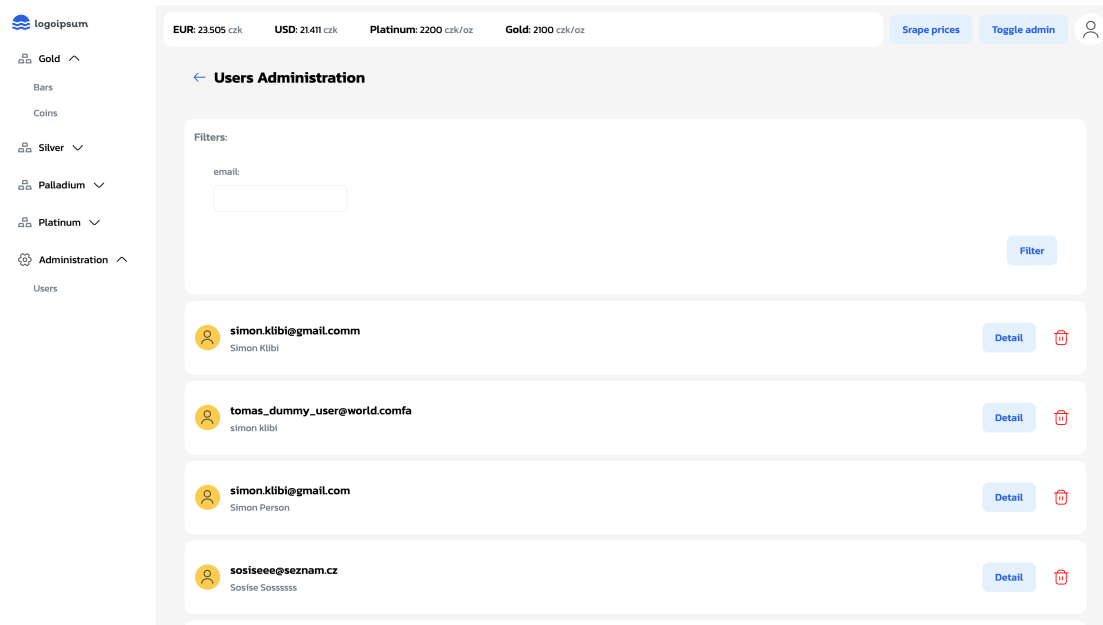 logoipsum
Gold
Bars
Coins
Silver
Palladium
Platinum
Administration
Users
EUR: 23.505 czk USD: 21.411 czk Platinum: 2200 czk/oz Gold: 2100 czk/oz
Srape prices
Toggle admin
Users Administration
Filters:
email:
Filter
simon.klibi@gmail.comm
Simon Klibi
Detail
tomas_dummy_user@world.comfa
simon klibi
Detail
simon.klibi@gmail.com
Simon Person
Detail
sosiseee@seznam.cz
Sosíse Sossssss
Detail